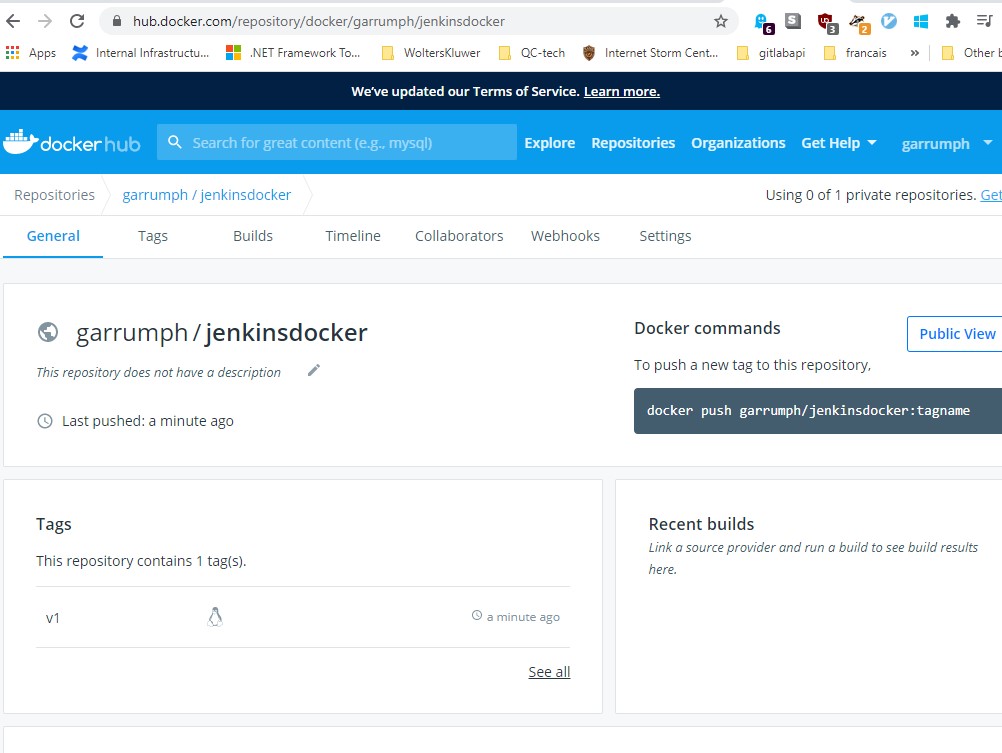 hub.docker.com/repository/docker/garrumph/jenkinsdocker
6 S 3 2
Apps Internal Infrastructu... .NET Framework To... WoltersKluwer QC-tech Internet Storm Cent... gitlabapi francais » Other b
We've updated our Terms of Service. Learn more.
docker hub Search for great content (e.g., mysql) Explore Repositories Organizations Get Help garrumph
Repositories garrumph / jenkinsdocker Using 0 of 1 private repositories. Get
General Tags Builds Timeline Collaborators Webhooks Settings
garrumph / jenkinsdocker
This repository does not have a description
Last pushed: a minute ago
Docker commands
Public View
To push a new tag to this repository,
docker push garrumph/jenkinsdocker:tagname
Tags
This repository contains 1 tag(s).
v1 a minute ago
See all
Recent builds
Link a source provider and run a build to see build results
here.